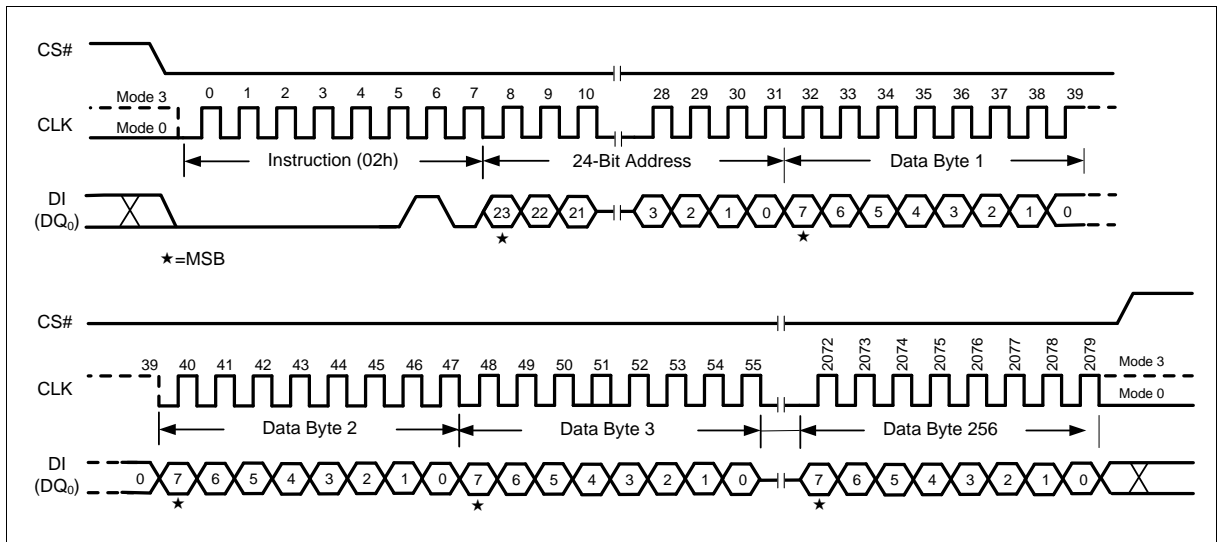 CS#
Mode 3 0 1 2 3 4 5 6 7 8 9 10 28 29 30 31 32 33 34 35 36 37 38 39
CLK
Mode 0
Instruction (02h) 24-Bit Address Data Byte 1
DI
(DQ0)
23 22 21 3 2 1 0 7 6 5 4 3 2 1 0
★ ★
★=MSB
CS#
39 40 41 42 43 44 45 46 47 48 49 50 51 52 53 54 55 2072 2073 2074 2075 2076 2077 2078 2079 Mode 3
CLK
Mode 0
Data Byte 2 Data Byte 3 Data Byte 256
DI
(DQ0)
0 7 6 5 4 3 2 1 0 7 6 5 4 3 2 1 0 7 6 5 4 3 2 1 0
★ ★ ★